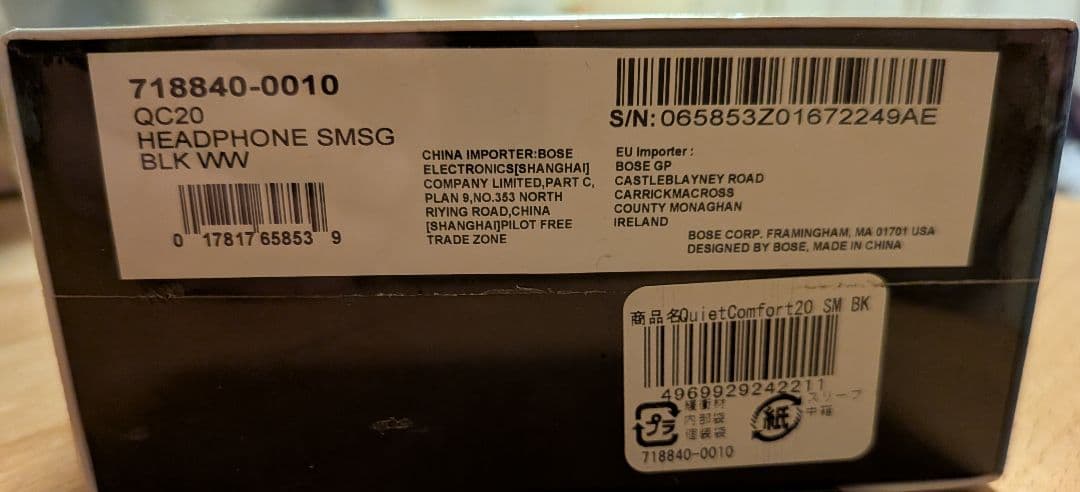 718840-0010
QC20
HEADPHONE SMSG
BLK WW
0 17817 65853 9
CHINA IMPORTER:BOSE
ELECTRONICS[SHANGHAI]
COMPANY LIMITED,PART C,
PLAN 9,NO.353 NORTH
RIYING ROAD,CHINA
[SHANGHAI]PILOT FREE
TRADE ZONE
S/N: 065853Z01672249AE
EU Importer :
BOSE GP
CASTLEBLAYNEY ROAD
CARRICKMACROSS
COUNTY MONAGHAN
IRELAND
BOSE CORP. FRAMINGHAM, MA 01701 USA
DESIGNED BY BOSE, MADE IN CHINA
商品名QuietComfort20 SM BK
4969929242211
プラ
緩衝材
内部袋
個装袋
紙
スリーブ
中箱
718840-0010